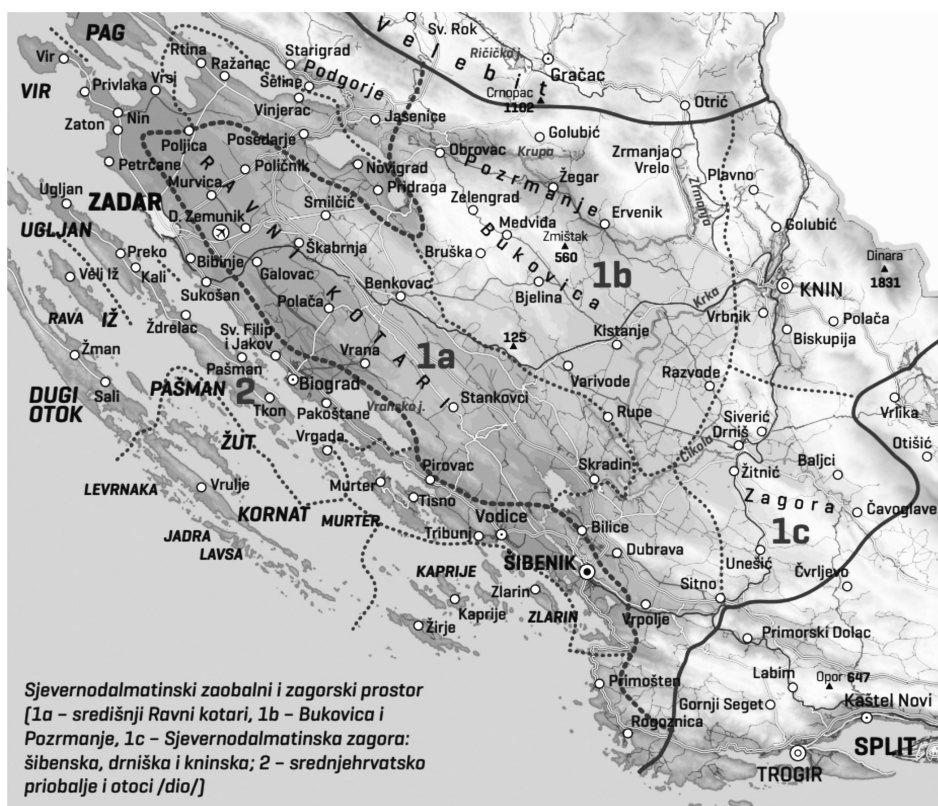 Sv. Rok
PAG
Rtina
Starigrad
Velebit
Ričičko j.
Vir
Ražanac
Gračac
Vrsi
Seline
Podgorje
Crnopac
1102
VIR
Privlaka
Vinjerac
Otrić
Nin
Jasenice
Zaton
Posedarje
Golubić
Poljica
Obrovac
Krupa
Zrmanja
Vrelo
Petrčane
Poličnik
Novigrad
Pozrmanje
Žegar
Plavno
Ugljan
Murvica
Pridraga
Zrmanja
ZADAR
RAVNI KOTARI
Smilčić
Zelengrad
Ervenik
D. Zemunik
Medviđa
Golubić
UGLJAN
Škabrnja
Zmištak
560
Bukovica
Preko
Bibinje
Bruška
1b
Dinara
1831
Veli Iž
Kali
Galovac
Benkovac
Bjelina
KNIN
Sukošan
Polača
Krka
RAVA
IŽ
Ždrelac
Vrbnik
Polača
Sv. Filip
i Jakov
125
Kistanje
Biskupija
Žman
Vrana
1a
Pašman
Varivode
Razvode
DUGI
OTOK
Sali
PAŠMAN
2
Biograd
Vrlika
Tkon
Pakoštane
Vransko j.
Stankovci
Rupe
Siverić
ŽUT
Vrgada
Čikola
Drniš
Otišić
Pirovac
Skradin
Žitnić
Baljci
LEVRNAKA
Vrulje
Murter
Tisno
Zagora
KORNAT
MURTER
Vodice
Čavoglave
JADRA
Tribunj
Bilice
1c
LAVSA
ŠIBENIK
Dubrava
Unešić
KAPRIJE
Zlarin
Sitno
Čvrljevo
Kaprije
ZLARIN
Vrpolje
Žirje
Primorski Dolac
Labim
Opor 647
Primošten
Kaštel Novi
Gornji Seget
Rogoznica
SPLIT
TROGIR
Sjevernodalmatinski zaobalni i zagorski prostor
[1a – središnji Ravni kotari, 1b – Bukovica i
Pozrmanje, 1c – Sjevernodalmatinska zagora:
šibenska, drniška i kninska; 2 – srednjehrvatsko
priobalje i otoci /dio/]